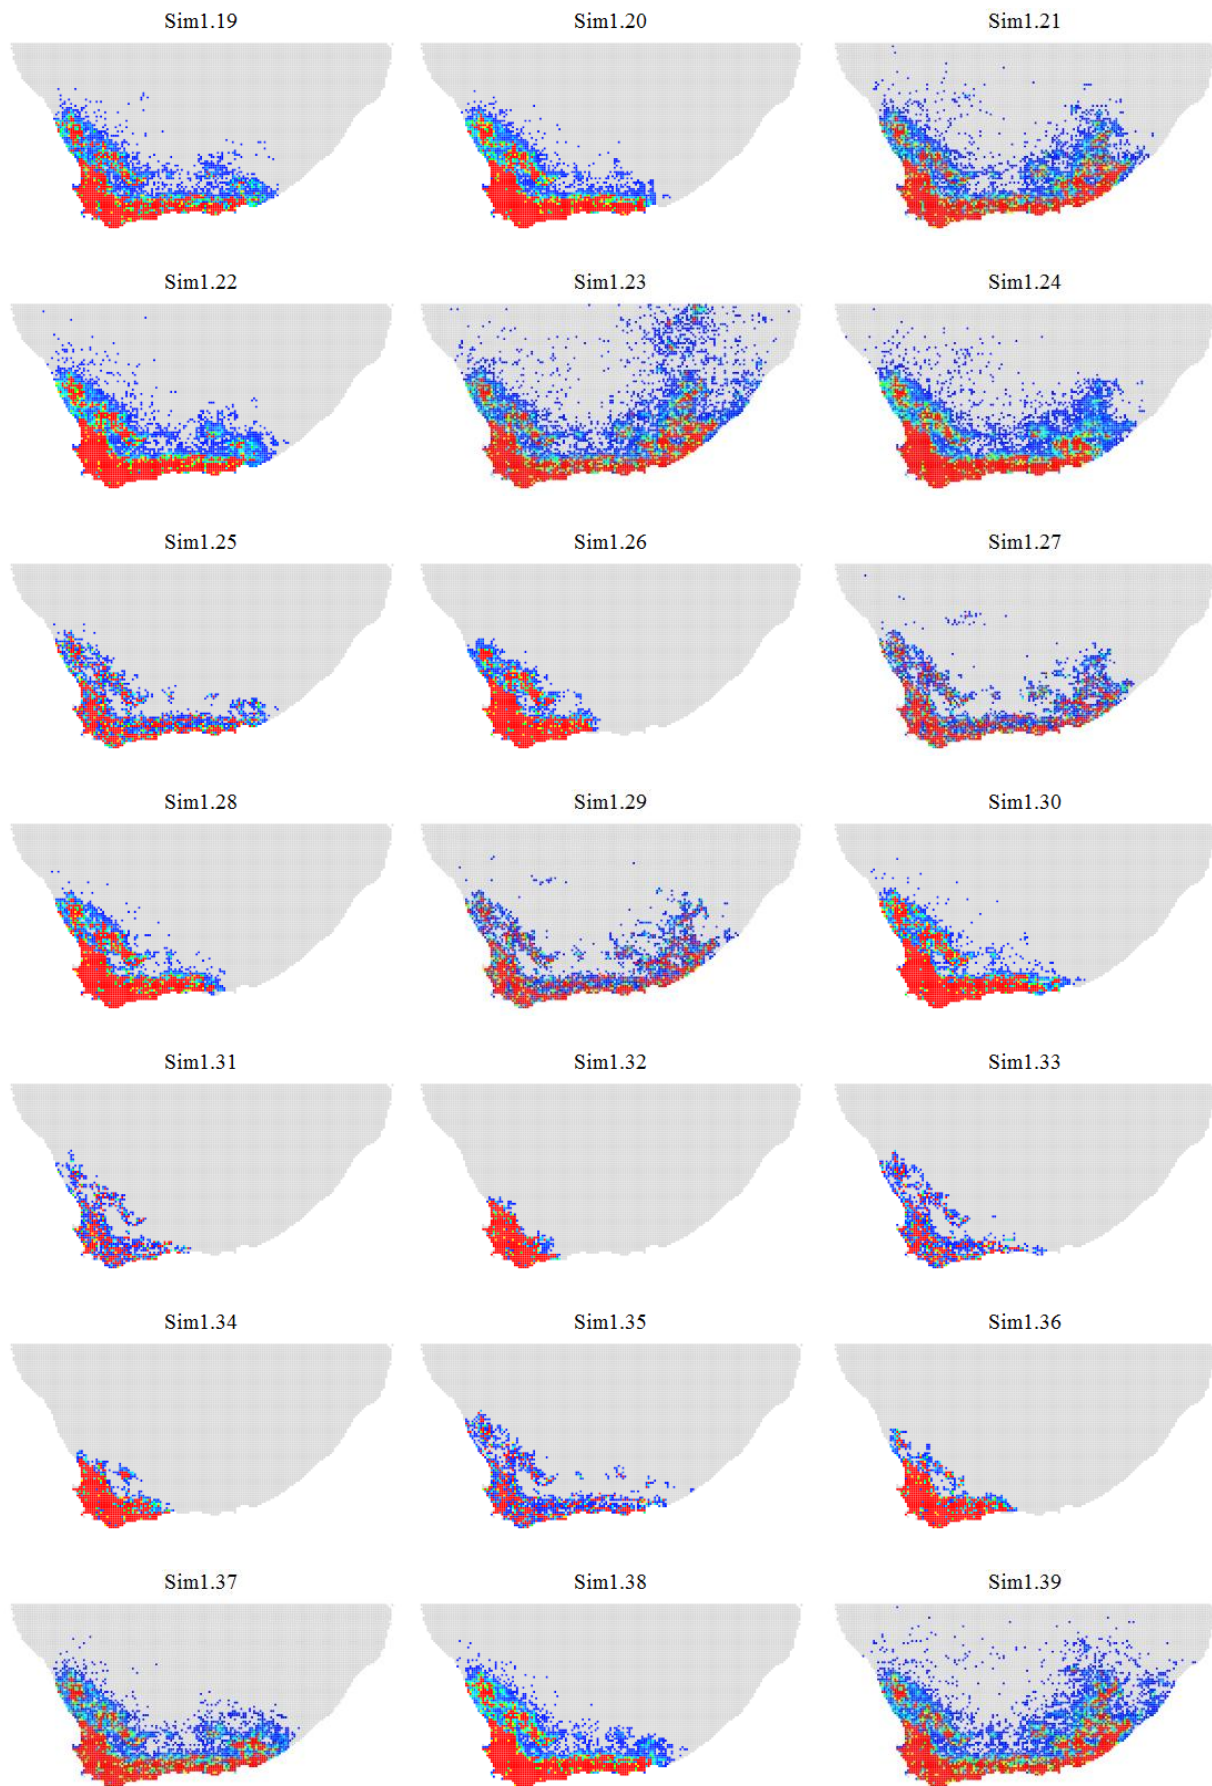 Sim1.19 Sim1.20 Sim1.21
Sim1.22 Sim1.23 Sim1.24
Sim1.25 Sim1.26 Sim1.27
Sim1.28 Sim1.29 Sim1.30
Sim1.31 Sim1.32 Sim1.33
Sim1.34 Sim1.35 Sim1.36
Sim1.37 Sim1.38 Sim1.39